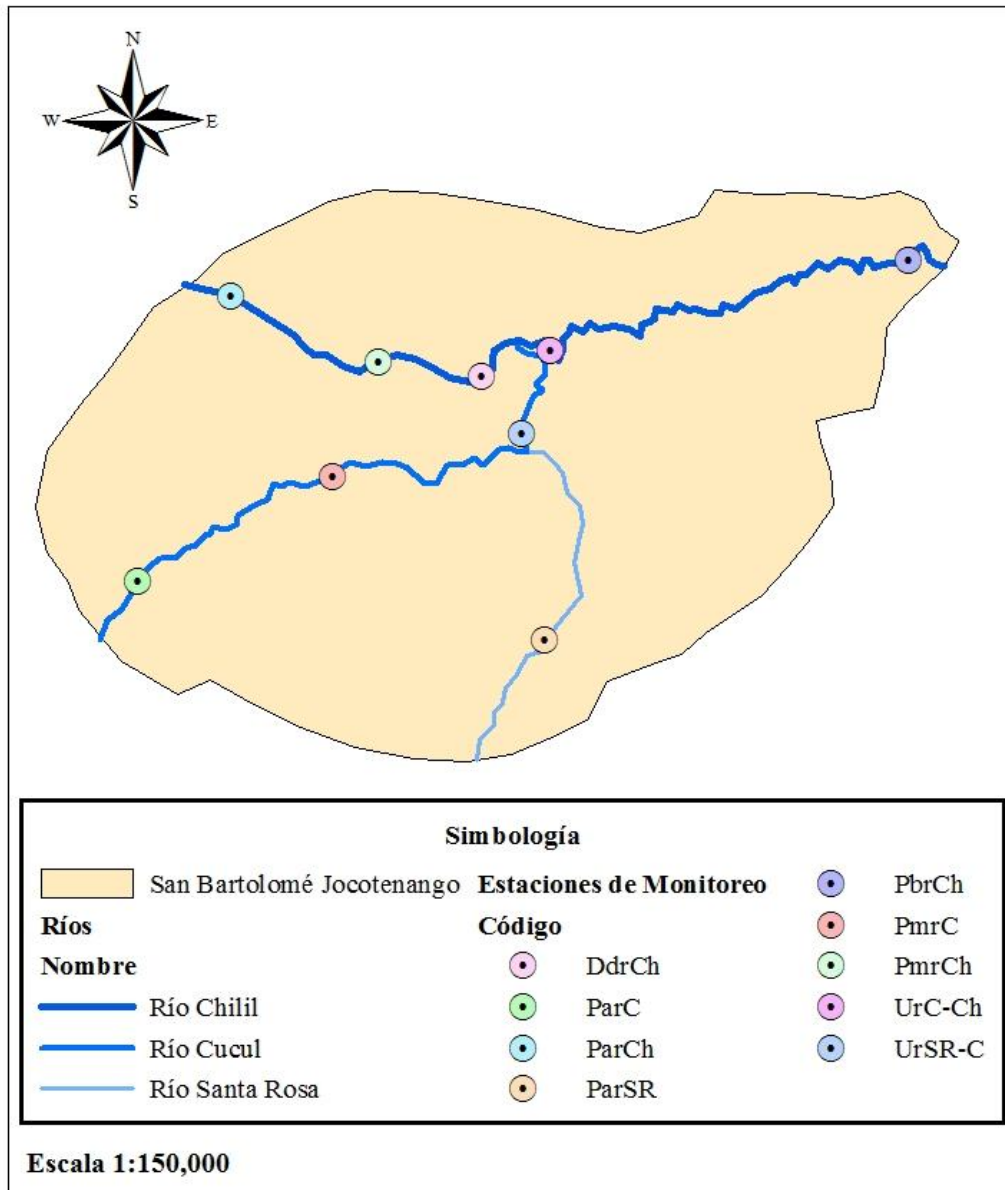 N
W E
S
Simbología
San Bartolomé Jocotenango
Ríos
Nombre
Río Chilil
Río Cucul
Río Santa Rosa
Estaciones de Monitoreo
Código
DdrCh
ParC
ParCh
ParSR
PbrCh
PmrC
PmrCh
UrC-Ch
UrSR-C
Escala 1:150,000